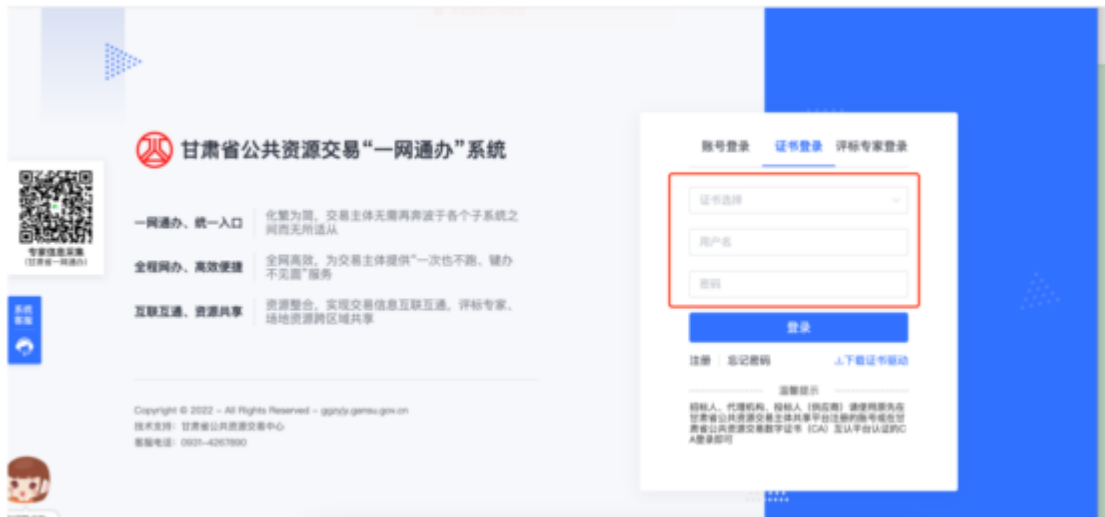 甘肃省公共资源交易“一网通办”系统
专家信息采集
(甘肃省一网通办)
系统
客服
一网通办、统一入口
化繁为简，交易主体无需再奔波于各个子系统之
间而无所适从
全程网办、高效便捷
全网高效，为交易主体提供“一次也不跑、键办
不见面”服务
互联互通、资源共享
资源整合，实现交易信息互联互通，评标专家、
场地资源跨区域共享
Copyright © 2022 - All Rights Reserved - ggzyjy.gansu.gov.cn
技术支持：甘肃省公共资源交易中心
客服电话：0931-4267890
账号登录 证书登录 评标专家登录
证书选择
用户名
密码
登录
注册 忘记密码 下载证书驱动
温馨提示
招标人、代理机构、投标人（供应商）请使用原先在
甘肃省公共资源交易主体共享平台注册的账号或在甘
肃省公共资源交易数字证书（CA）互认平台认证的C
A登录即可